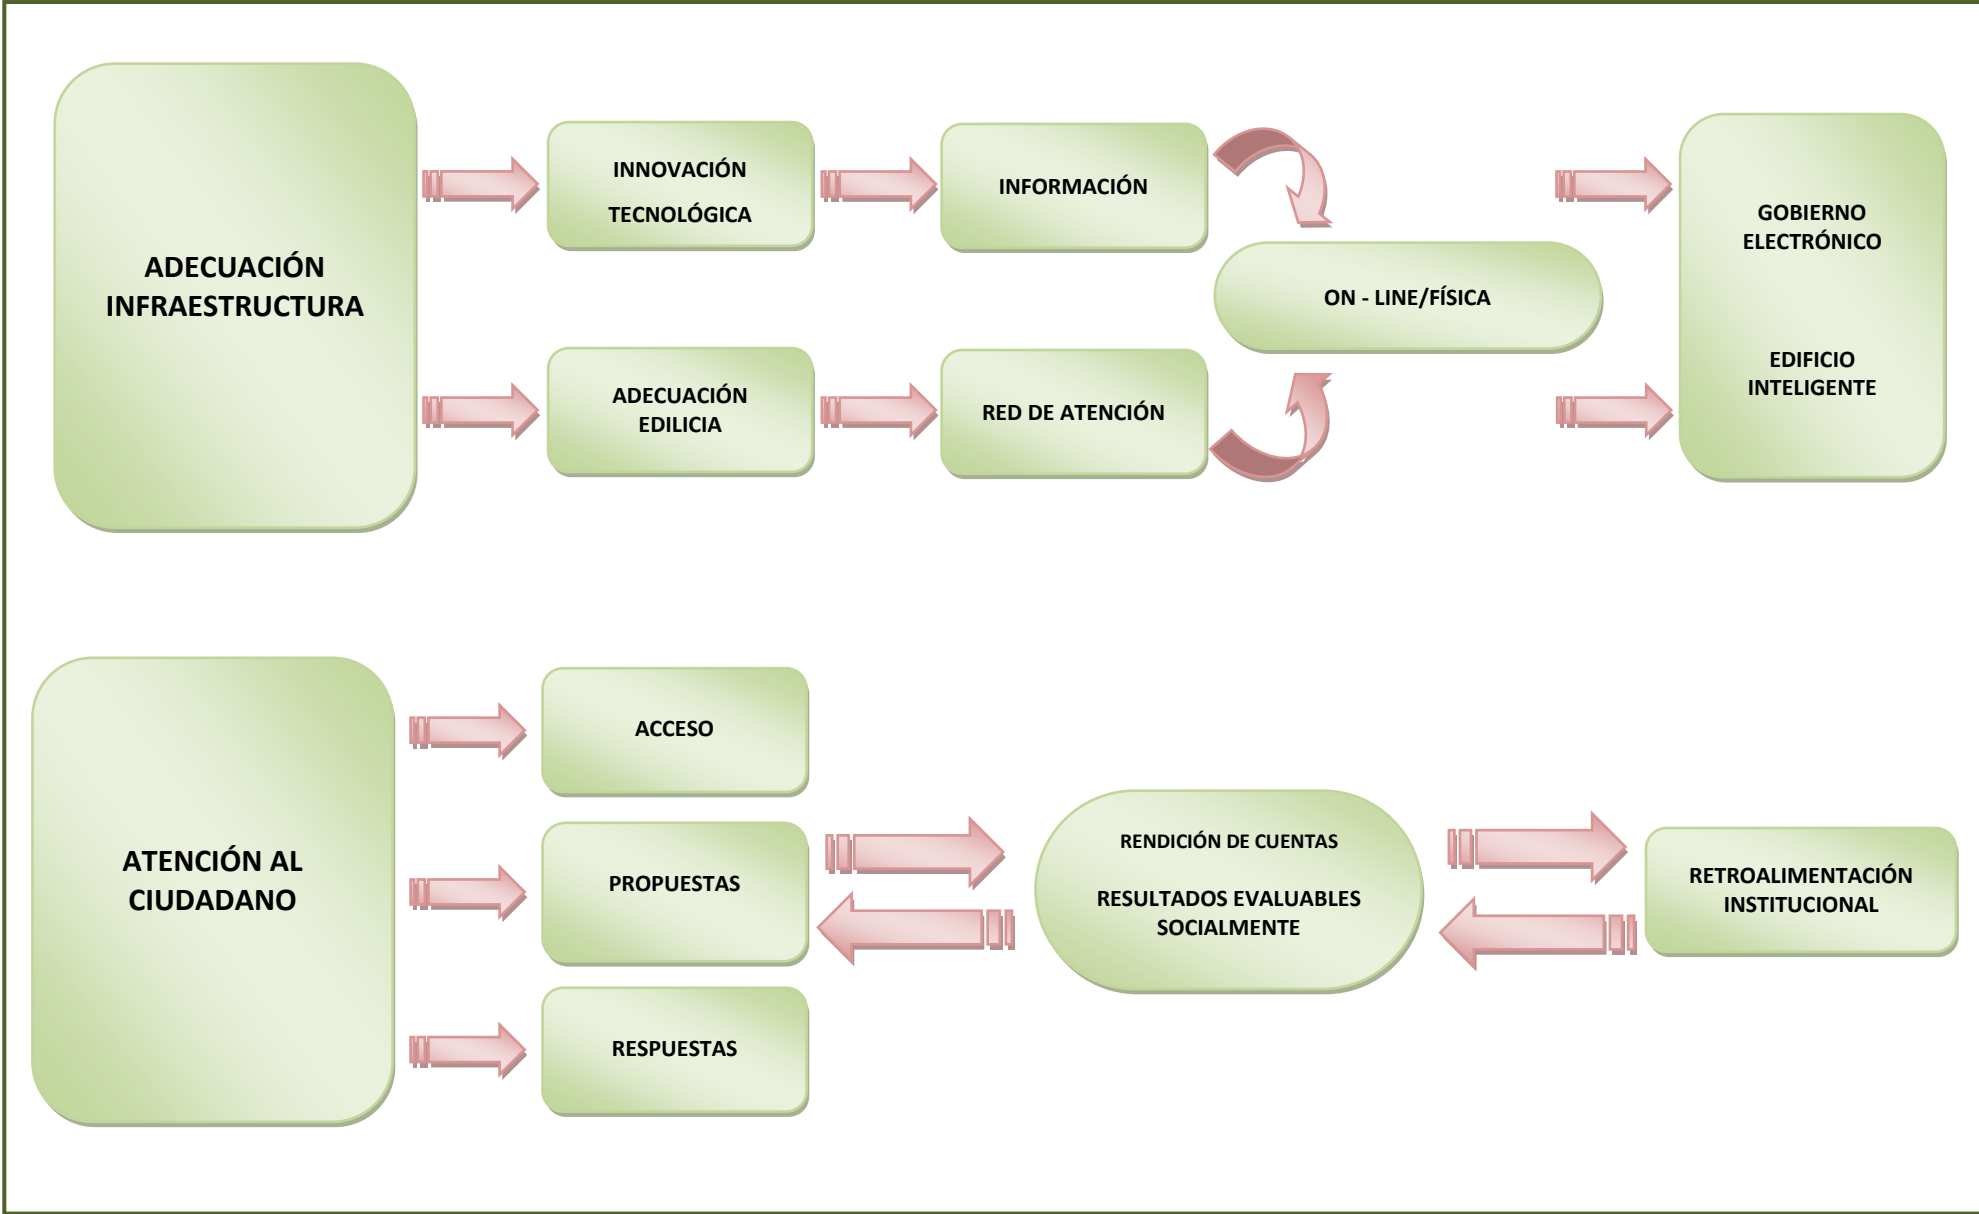 ADECUACIÓN
INFRAESTRUCTURA
INNOVACIÓN
TECNOLÓGICA
INFORMACIÓN
ADECUACIÓN
EDILICIA
RED DE ATENCIÓN
ON - LINE/FÍSICA
GOBIERNO
ELECTRÓNICO
EDIFICIO
INTELIGENTE
ATENCIÓN AL
CIUDADANO
ACCESO
PROPUESTAS
RESPUESTAS
RENDICIÓN DE CUENTAS
RESULTADOS EVALUABLES
SOCIALMENTE
RETROALIMENTACIÓN
INSTITUCIONAL